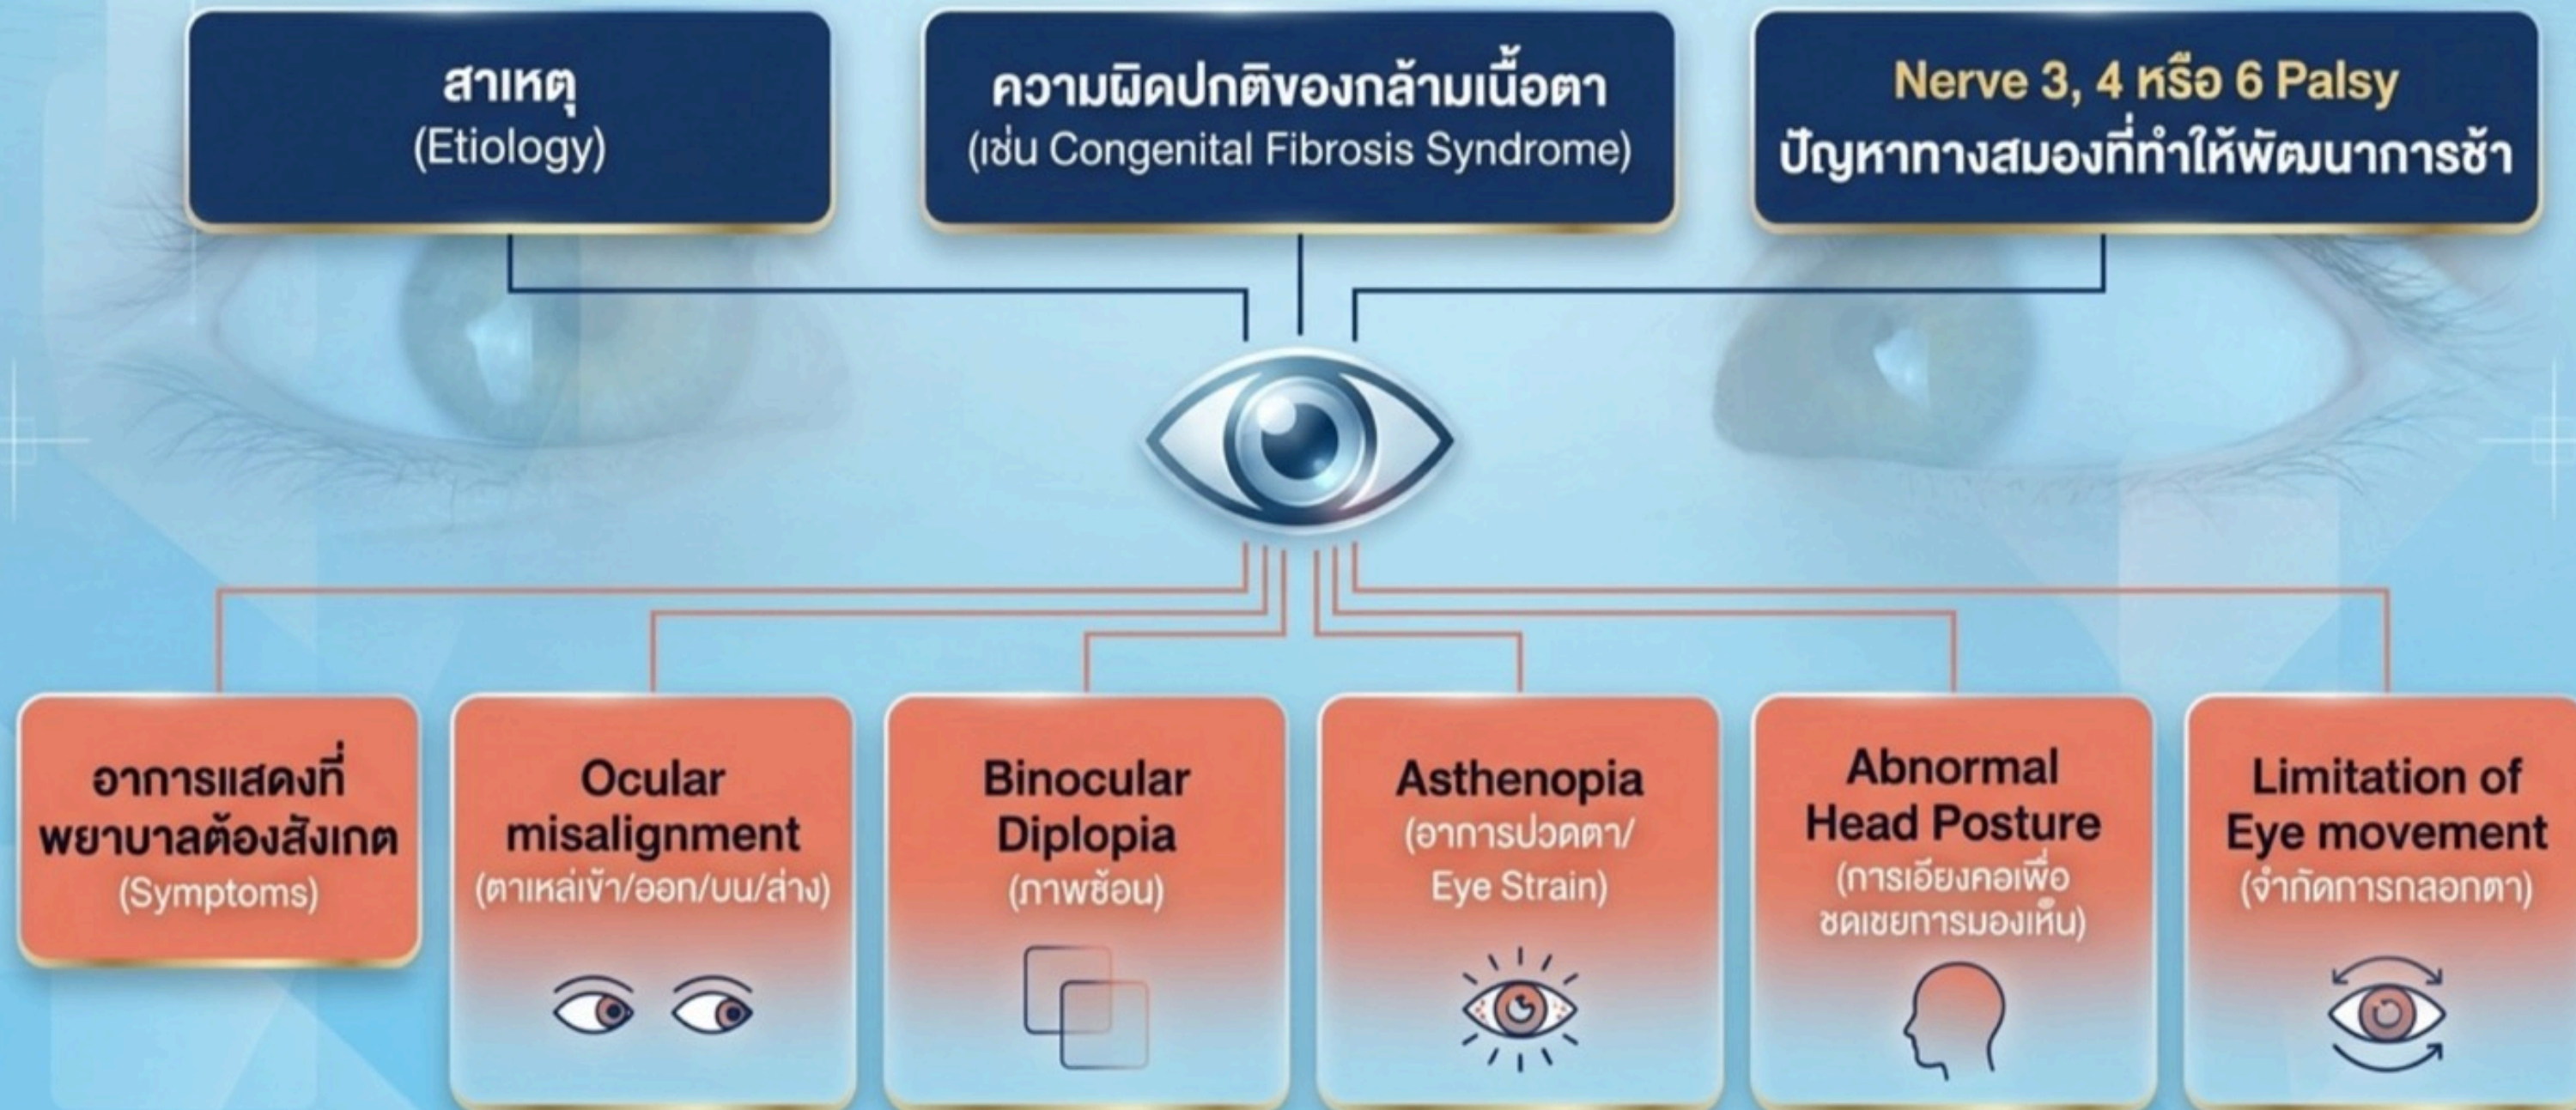 สาเหตุ
(Etiology)
ความผิดปกติของกล้ามเนื้อตา
(เช่น Congenital Fibrosis Syndrome)
Nerve 3, 4 หรือ 6 Palsy
ปัญหาทางสมองที่ทำให้พัฒนาการช้า
อาการแสดงที่
พยาบาลต้องสังเกต
(Symptoms)
Ocular
misalignment
(ตาเหล่เข้า/ออก/บน/ล่าง)
Binocular
Diplopia
(ภาพซ้อน)
Asthenopia
(อาการปวดตา/
Eye Strain)
Abnormal
Head Posture
(การเอียงคอเพื่อ
ชดเชยการมองเห็น)
Limitation of
Eye movement
(จำกัดการกลอกตา)